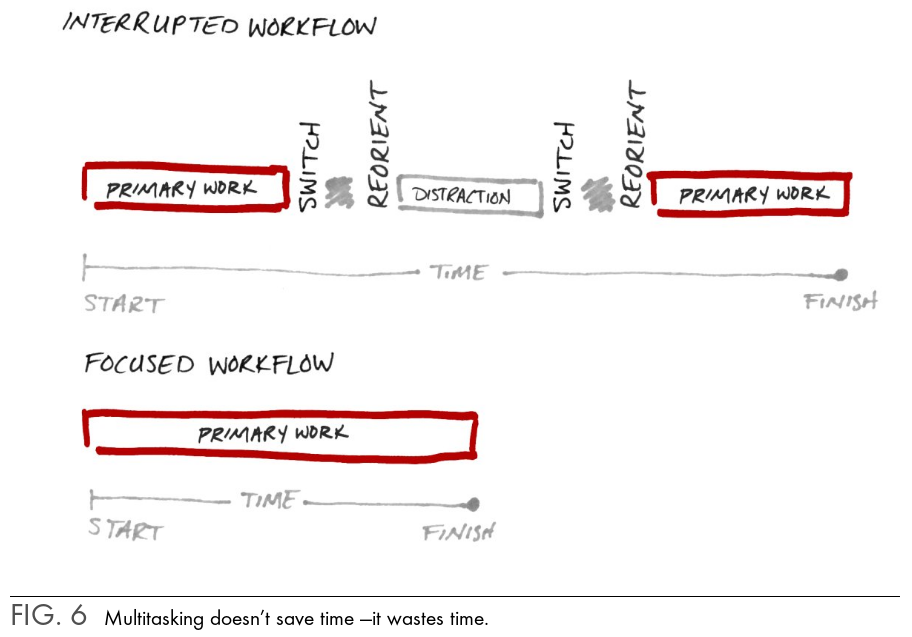 INTERRUPTED WORKFLOW
PRIMARY WORK
SWITCH
REORIENT
DISTRACTION
SWITCH
REORIENT
PRIMARY WORK
TIME
START
FINISH
FOCUSED WORKFLOW
PRIMARY WORK
TIME
START
FINISH
FIG. 6 Multitasking doesn't save time —it wastes time.